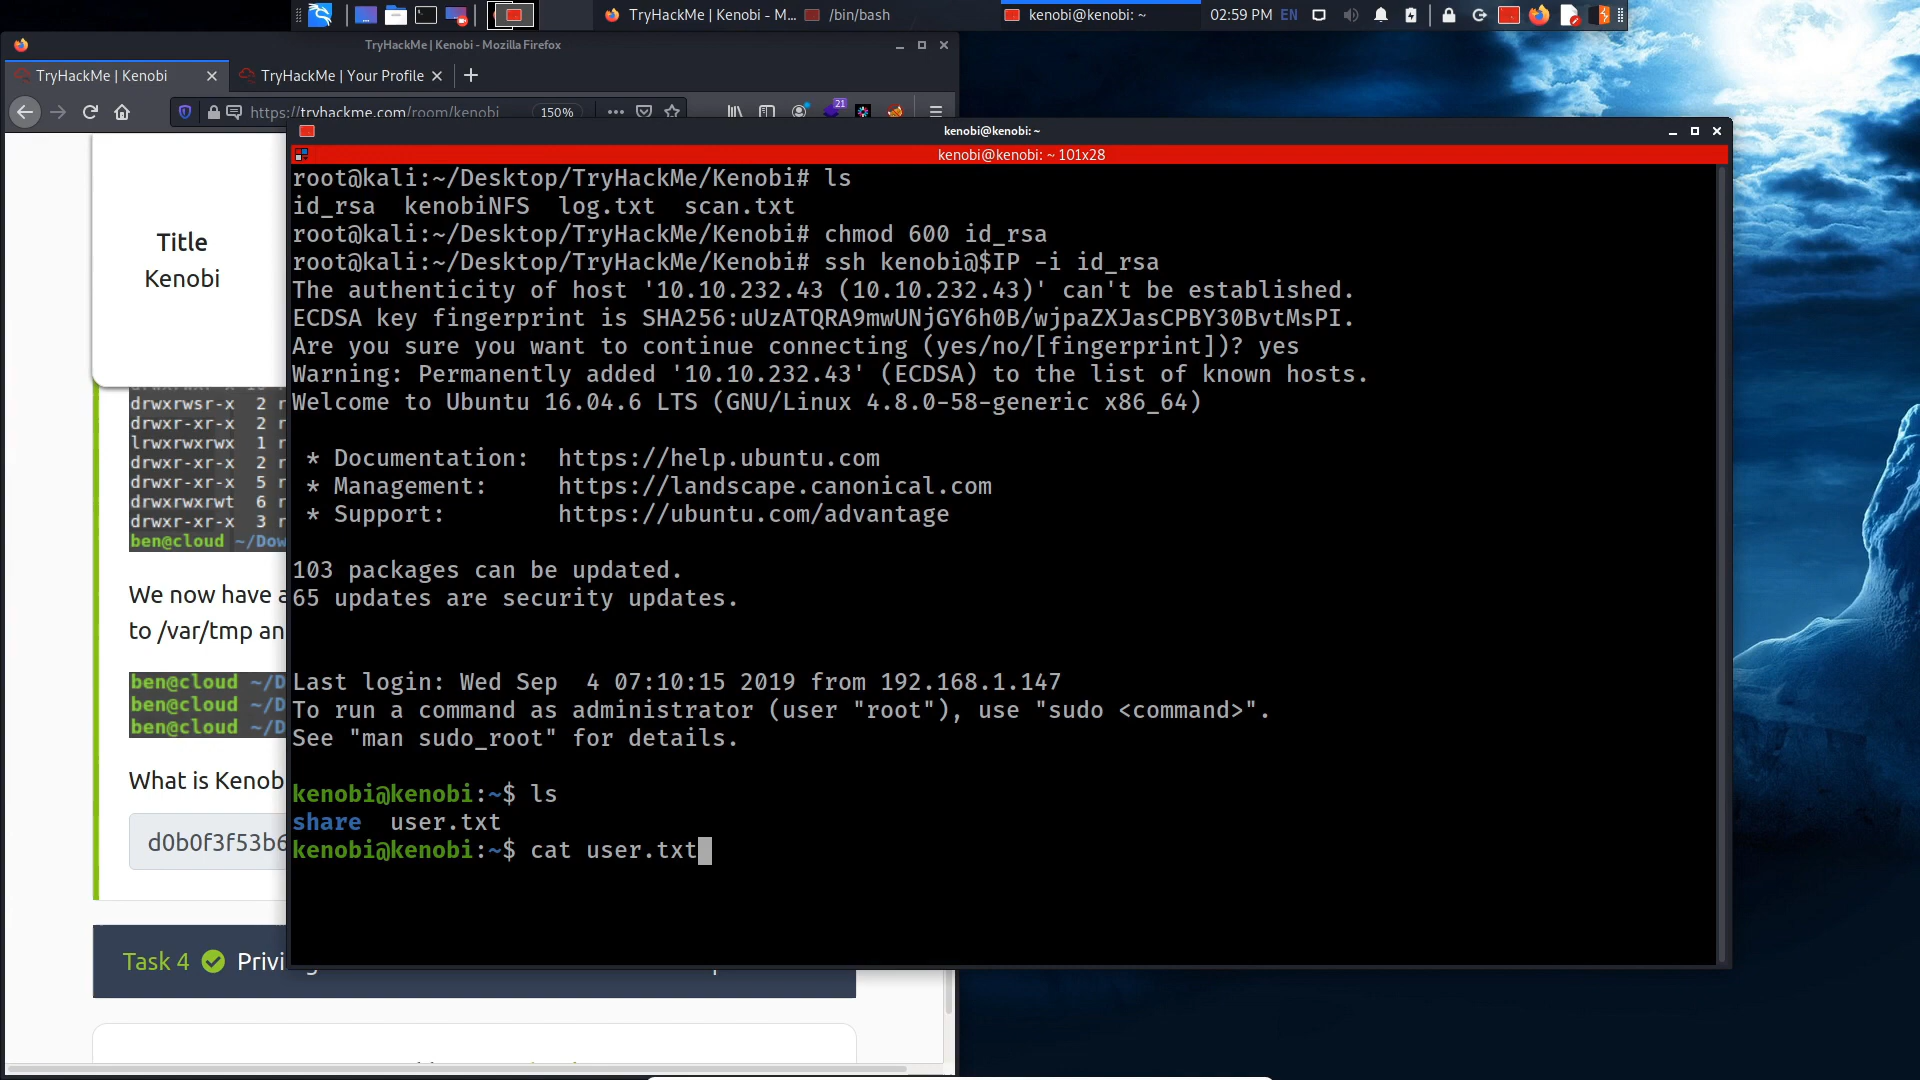 TryHackMe | Kenobi - M...
/bin/bash
kenobi@kenobi: ~
02:59 PM
EN
TryHackMe | Kenobi - Mozilla Firefox
TryHackMe | Kenobi
TryHackMe | Your Profile
https://tryhackme.com/room/kenobi
150%
21
kenobi@kenobi: ~
kenobi@kenobi: ~ 101x28
root@kali:~/Desktop/TryHackMe/Kenobi# ls
id_rsa  kenobiNFS  log.txt  scan.txt
root@kali:~/Desktop/TryHackMe/Kenobi# chmod 600 id_rsa
root@kali:~/Desktop/TryHackMe/Kenobi# ssh kenobi@$IP -i id_rsa
The authenticity of host '10.10.232.43 (10.10.232.43)' can't be established.
ECDSA key fingerprint is SHA256:uUzATQRA9mwUNjGY6h0B/wjpaZXJasCPBY30BvtMsPI.
Are you sure you want to continue connecting (yes/no/[fingerprint])? yes
Warning: Permanently added '10.10.232.43' (ECDSA) to the list of known hosts.
Welcome to Ubuntu 16.04.6 LTS (GNU/Linux 4.8.0-58-generic x86_64)
 * Documentation:  https://help.ubuntu.com
 * Management:     https://landscape.canonical.com
 * Support:        https://ubuntu.com/advantage
103 packages can be updated.
65 updates are security updates.
Last login: Wed Sep  4 07:10:15 2019 from 192.168.1.147
To run a command as administrator (user "root"), use "sudo <command>".
See "man sudo_root" for details.
kenobi@kenobi:~$ ls
share  user.txt
kenobi@kenobi:~$ cat user.txt
Title
Kenobi
drwxrwsr-x  2 r
drwxr-xr-x  2 r
lrwxrwxrwx  1 r
drwxr-xr-x  2 r
drwxr-xr-x  5 r
drwxrwxrwt  6 r
drwxr-xr-x  3 r
ben@cloud ~/Dow
We now have a
to /var/tmp an
ben@cloud ~/D
ben@cloud ~/D
ben@cloud ~/D
What is Kenob
d0b0f3f53b6
Task 4
Privi